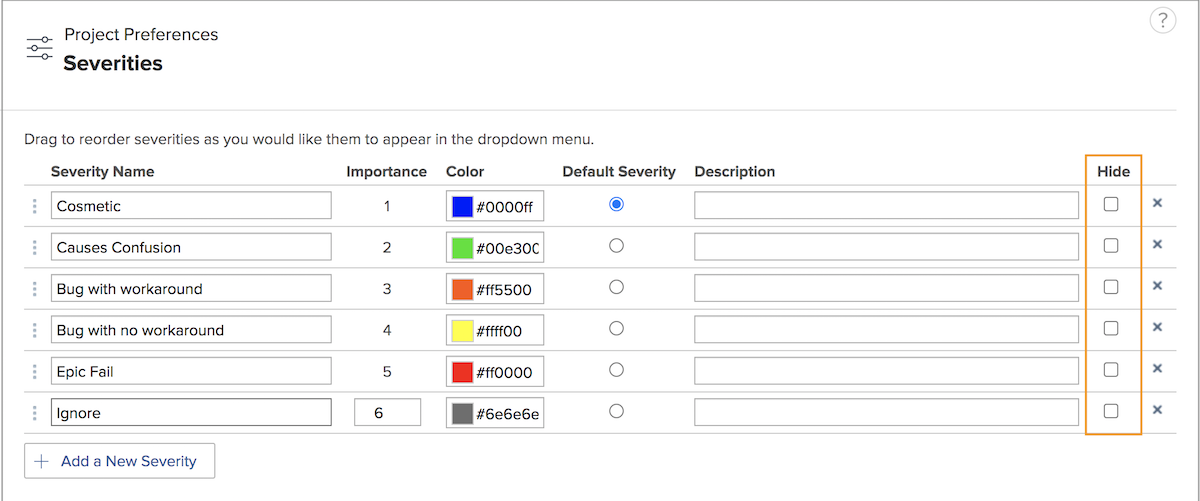 Project Preferences
?
Severities
Drag to reorder severities as you would like them to appear in the dropdown menu.
Severity Name Importance Color Default Severity Description Hide
Cosmetic 1 #0000ff ×
Causes Confusion 2 #00e300 ×
Bug with workaround 3 #ff5500 ×
Bug with no workaround 4 #ffff00 ×
Epic Fail 5 #ff0000 ×
Ignore 6 #6e6e6e ×
+ Add a New Severity